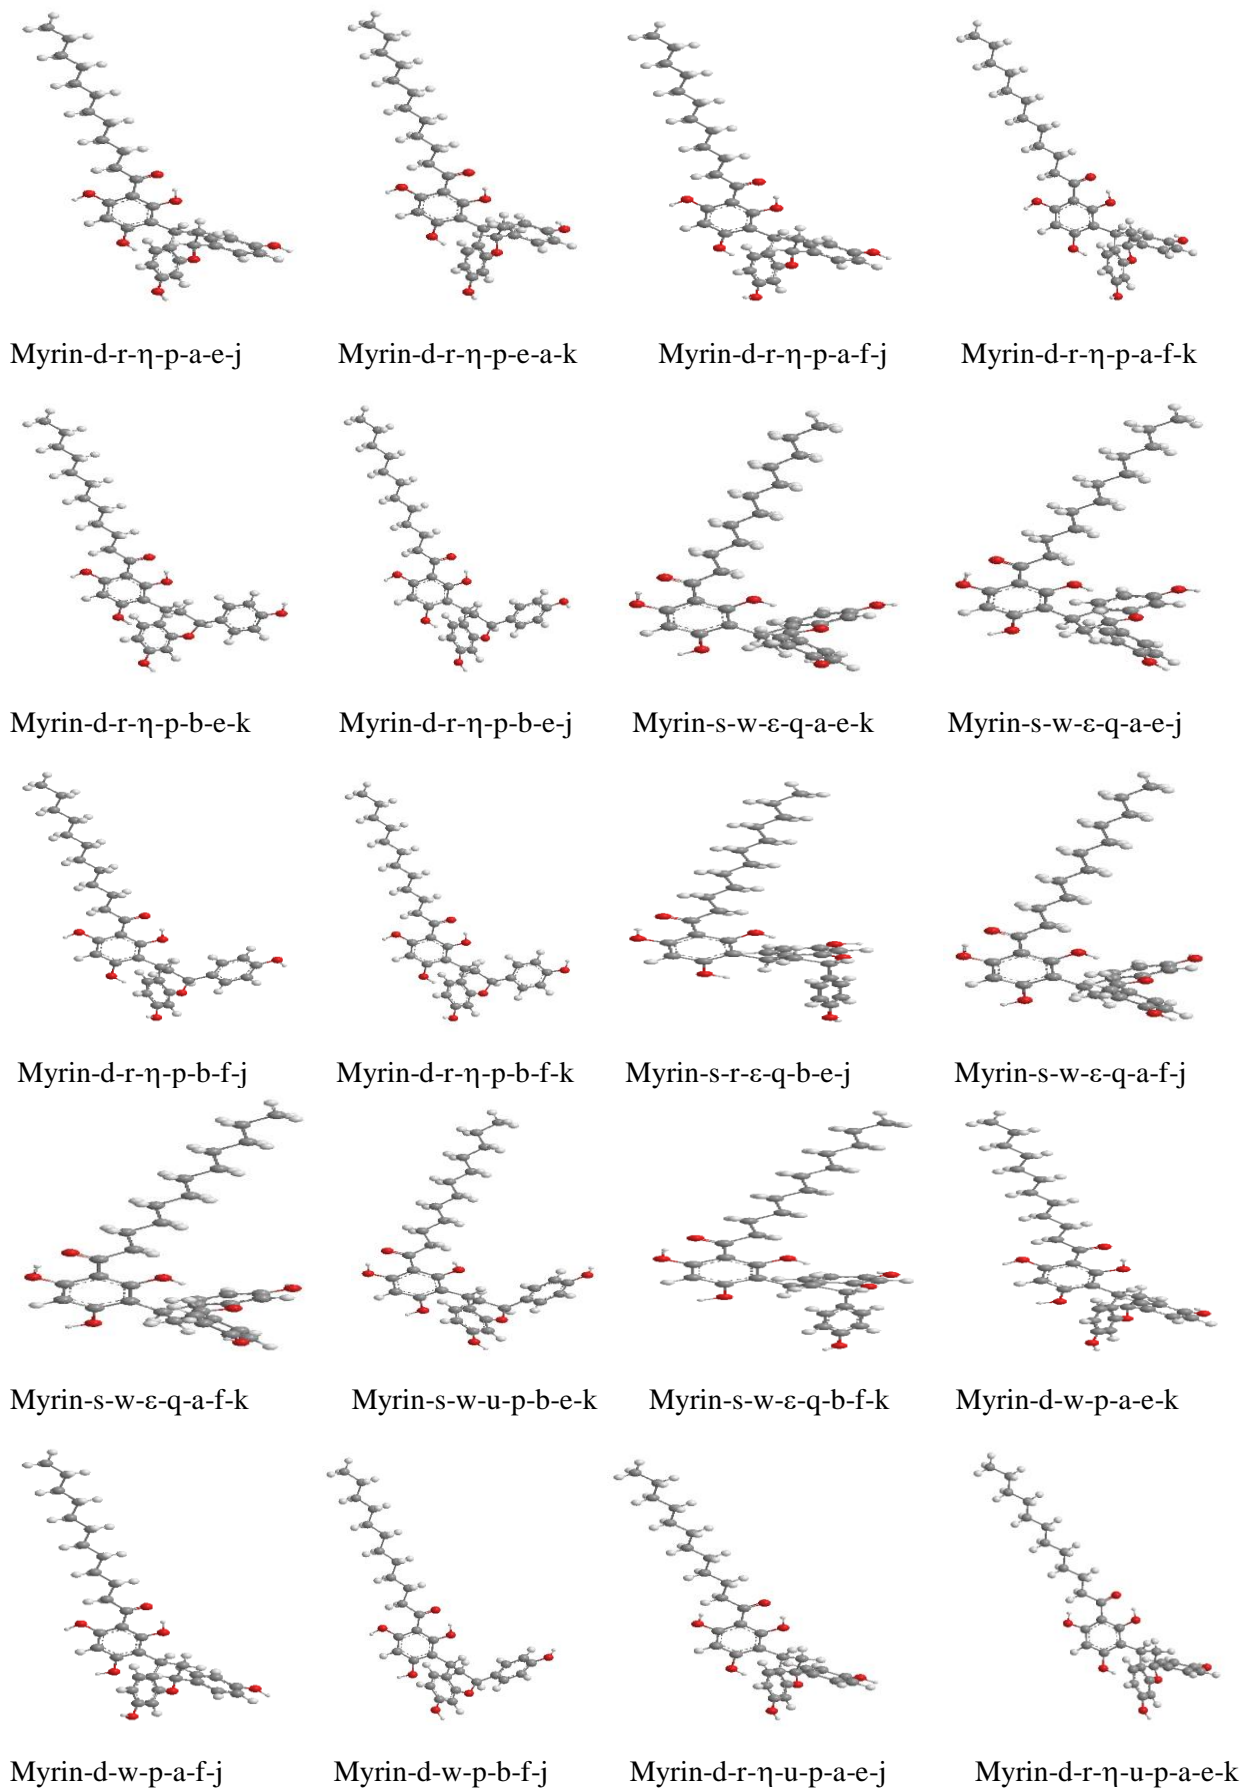 Myrin-d-r-η-p-a-e-j Myrin-d-r-η-p-e-a-k Myrin-d-r-η-p-a-f-j Myrin-d-r-η-p-a-f-k
Myrin-d-r-η-p-b-e-k Myrin-d-r-η-p-b-e-j Myrin-s-w-ε-q-a-e-k Myrin-s-w-ε-q-a-e-j
Myrin-d-r-η-p-b-f-j Myrin-d-r-η-p-b-f-k Myrin-s-r-ε-q-b-e-j Myrin-s-w-ε-q-a-f-j
Myrin-s-w-ε-q-a-f-k Myrin-s-w-u-p-b-e-k Myrin-s-w-ε-q-b-f-k Myrin-d-w-p-a-e-k
Myrin-d-w-p-a-f-j Myrin-d-w-p-b-f-j Myrin-d-r-η-u-p-a-e-j Myrin-d-r-η-u-p-a-e-k